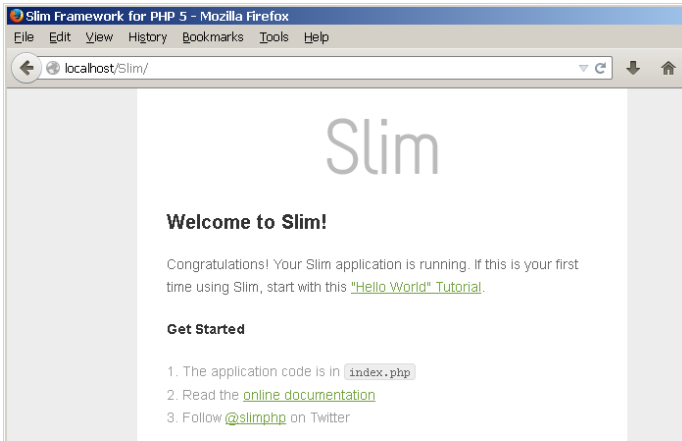 Slim Framework for PHP 5 - Mozilla Firefox
File Edit View History Bookmarks Tools Help
localhost/Slim/
Slim
Welcome to Slim!
Congratulations! Your Slim application is running. If this is your first
time using Slim, start with this "Hello World" Tutorial.
Get Started
1. The application code is in index.php
2. Read the online documentation
3. Follow @slimphp on Twitter